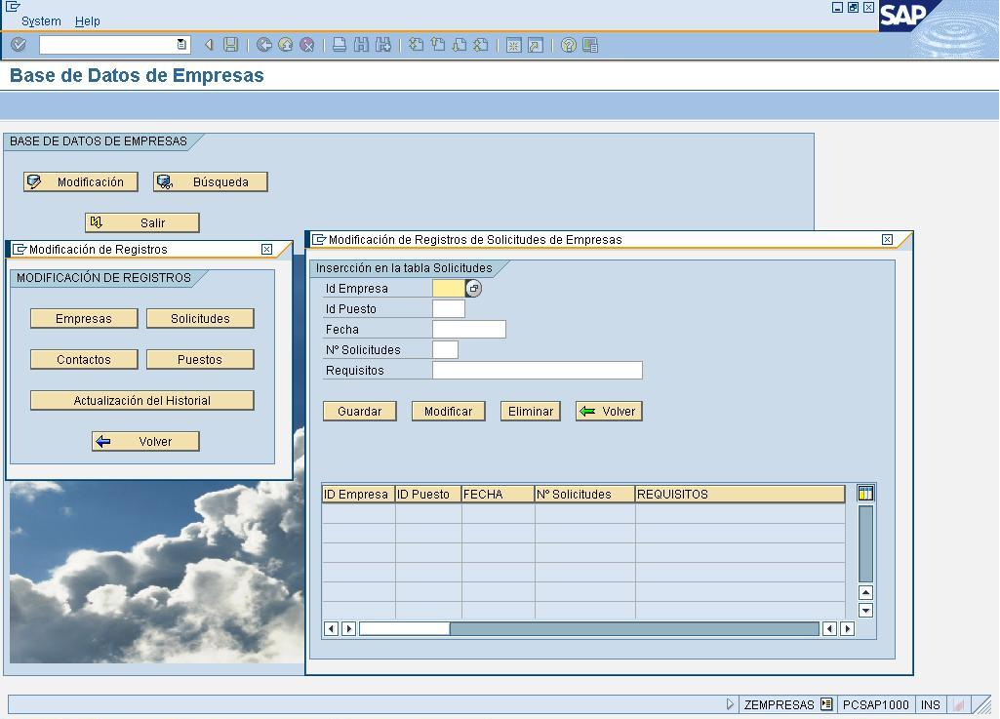 System Help
SAP
Base de Datos de Empresas
BASE DE DATOS DE EMPRESAS
Modificación Búsqueda
Salir
Modificación de Registros
MODIFICACIÓN DE REGISTROS
Empresas Solicitudes
Contactos Puestos
Actualización del Historial
Volver
Modificación de Registros de Solicitudes de Empresas
Insercción en la tabla Solicitudes
Id Empresa
Id Puesto
Fecha
Nº Solicitudes
Requisitos
Guardar Modificar Eliminar Volver
ID Empresa ID Puesto FECHA Nº Solicitudes REQUISITOS
ZEMPRESAS PCSAP1000 INS